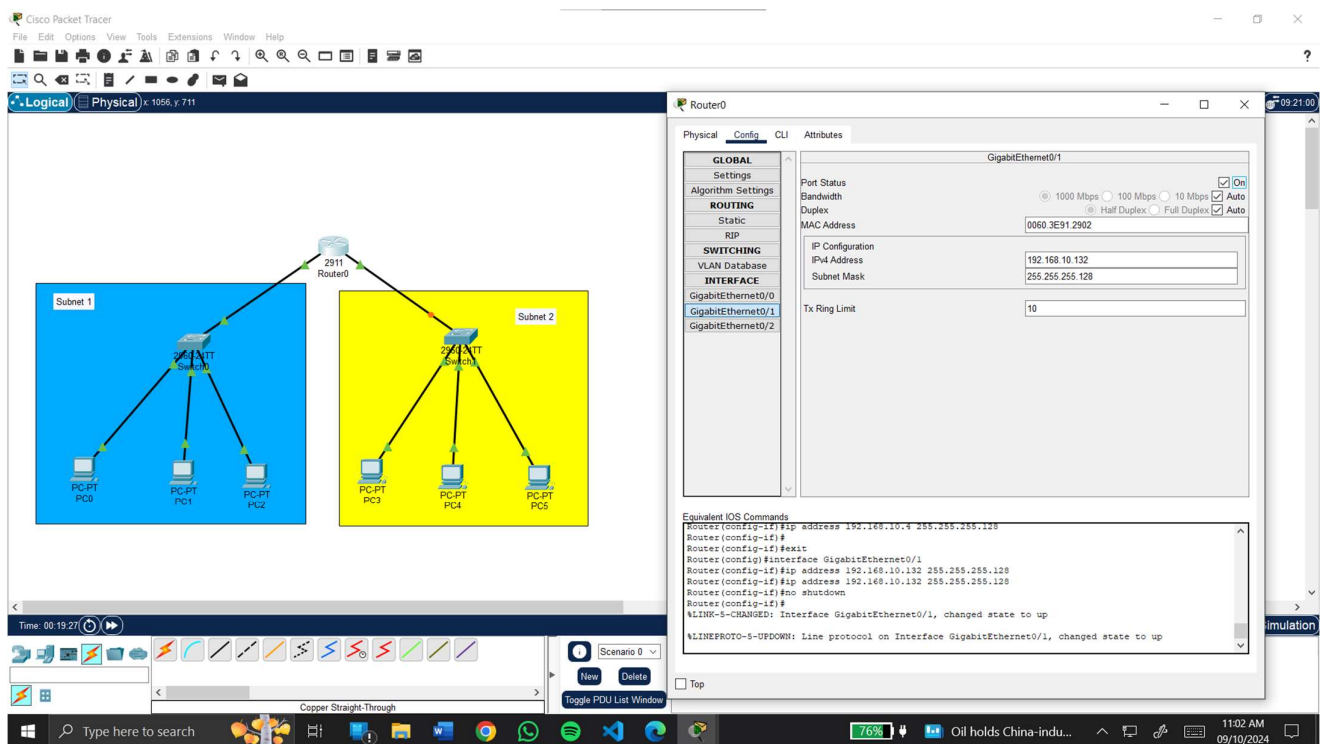 Cisco Packet Tracer
File Edit Options View Tools Extensions Window Help
?
Logical Physical x: 1056, y: 711
09:21:00
2911
Router0
Subnet 1
Subnet 2
2960-24TT
Switch0
2960-24TT
Switch1
PC-PT
PC0
PC-PT
PC1
PC-PT
PC2
PC-PT
PC3
PC-PT
PC4
PC-PT
PC5
Router0
Physical Config CLI Attributes
GLOBAL
Settings
Algorithm Settings
ROUTING
Static
RIP
SWITCHING
VLAN Database
INTERFACE
GigabitEthernet0/0
GigabitEthernet0/1
GigabitEthernet0/2
GigabitEthernet0/1
Port Status On
Bandwidth 1000 Mbps 100 Mbps 10 Mbps Auto
Duplex Half Duplex Full Duplex Auto
MAC Address 0060.3E91.2902
IP Configuration
IPv4 Address 192.168.10.132
Subnet Mask 255.255.255.128
Tx Ring Limit 10
Equivalent IOS Commands
Router(config-if)#ip address 192.168.10.4 255.255.255.128
Router(config-if)#
Router(config-if)#exit
Router(config)#interface GigabitEthernet0/1
Router(config-if)#ip address 192.168.10.132 255.255.255.128
Router(config-if)#ip address 192.168.10.132 255.255.255.128
Router(config-if)#no shutdown
Router(config-if)#
%LINK-5-CHANGED: Interface GigabitEthernet0/1, changed state to up
%LINEPROTO-5-UPDOWN: Line protocol on Interface GigabitEthernet0/1, changed state to up
Top
Time: 00:19:27
Simulation
Scenario 0
New Delete
Toggle PDU List Window
Copper Straight-Through
Type here to search
76%
Oil holds China-indu...
11:02 AM
09/10/2024